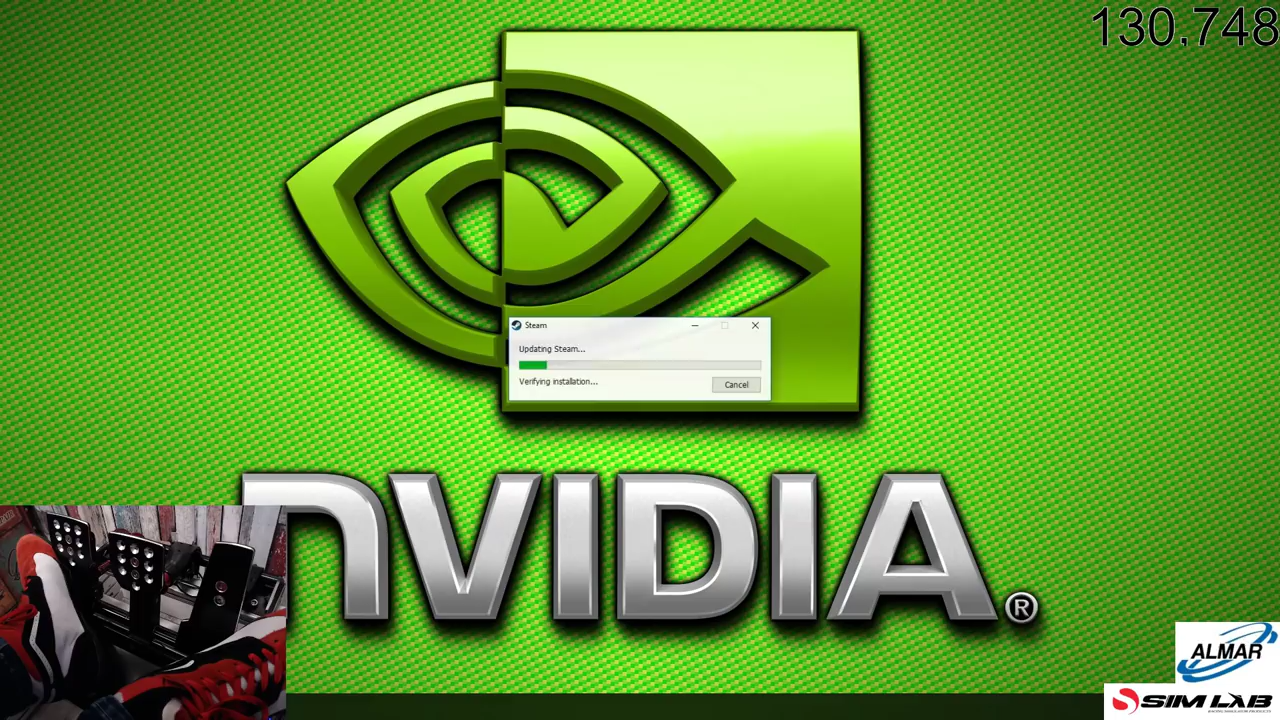 130,748
Steam
Updating Steam...
Verifying installation...
Cancel
NVIDIA®
ALMAR
SIM LAB